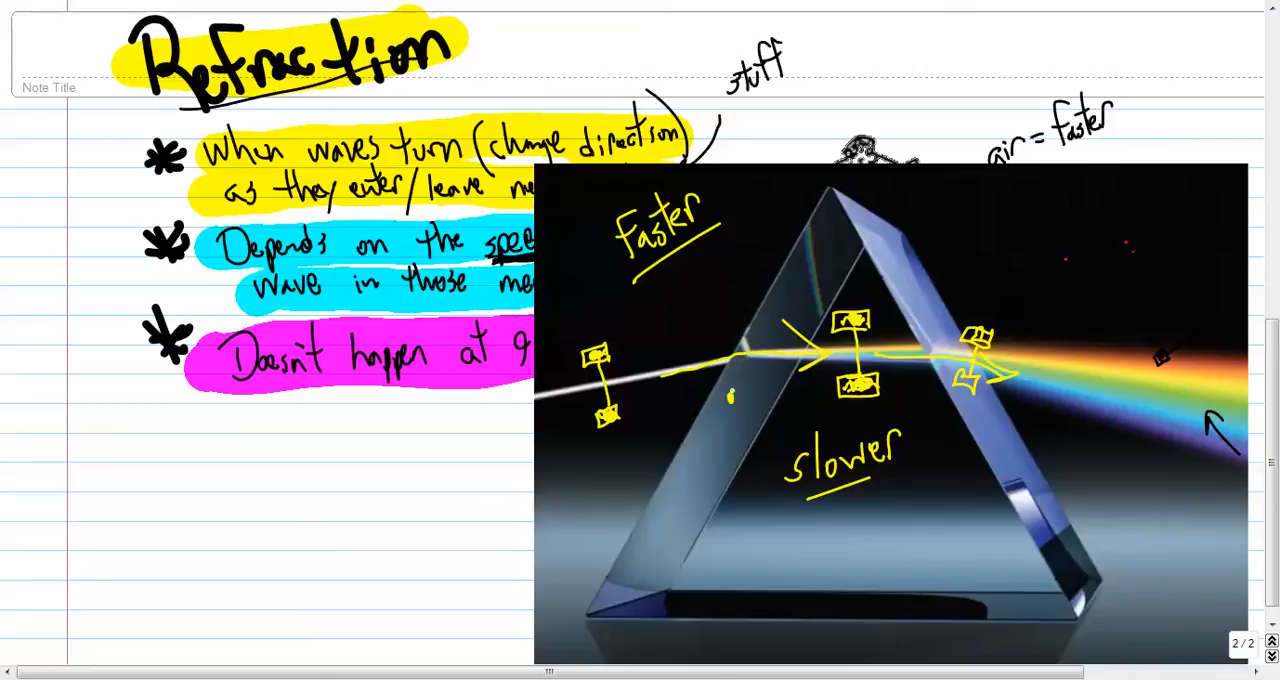 Refraction
Note Title
stuff
air = faster
When waves turn (change direction)
as they enter/leave
Depends on the
wave in those
Doesn't happen at
Faster
slower
2/2